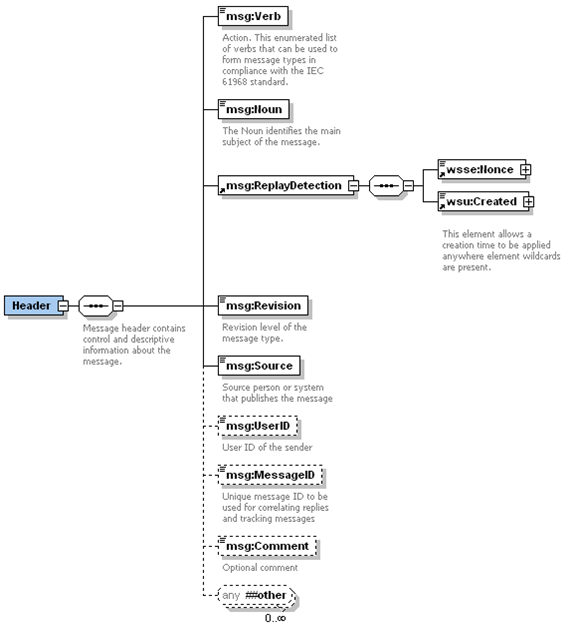 msg:Verb
Action. This enumerated list
of verbs that can be used to
form message types in
compliance with the IEC
61968 standard.
msg:Noun
The Noun identifies the main
subject of the message.
msg:ReplayDetection
wsse:Nonce
wsu:Created
This element allows a
creation time to be applied
anywhere element wildcards
are present.
Header
Message header contains
control and descriptive
information about the
message.
msg:Revision
Revision level of the
message type.
msg:Source
Source person or system
that publishes the message
msg:UserID
User ID of the sender
msg:MessageID
Unique message ID to be
used for correlating replies
and tracking messages
msg:Comment
Optional comment
any ##other
0..∞